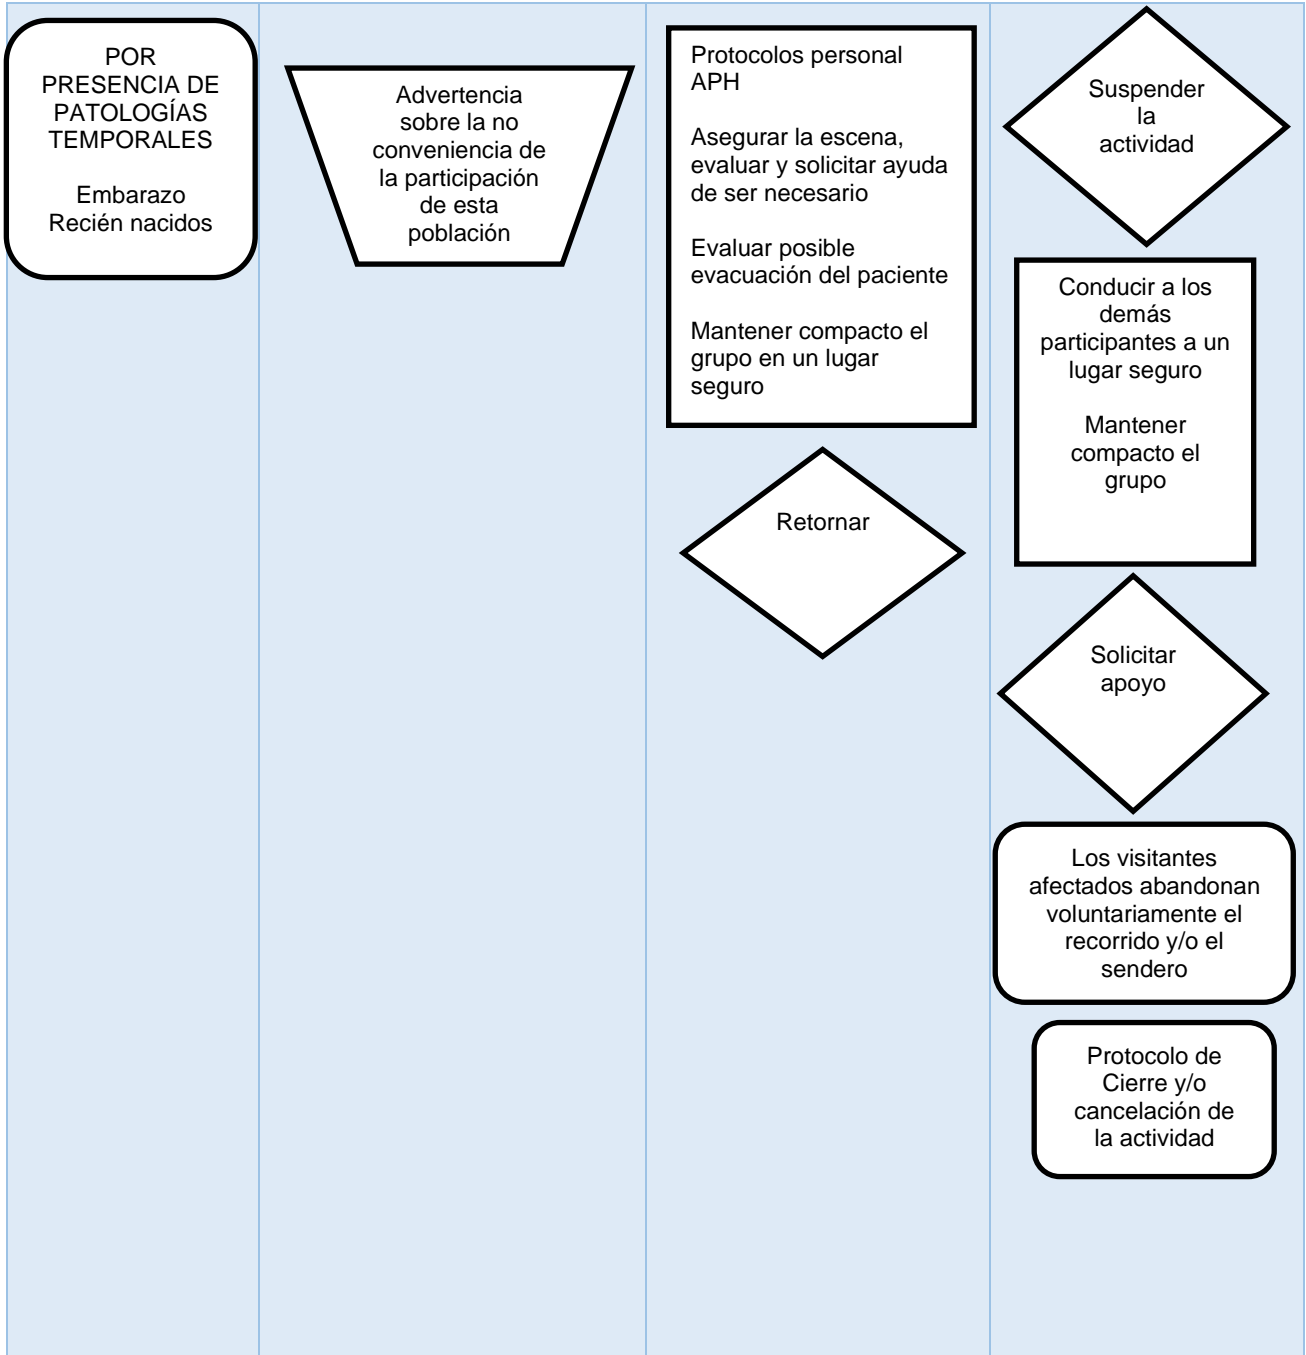 POR
PRESENCIA DE
PATOLOGÍAS
TEMPORALES
Embarazo
Recién nacidos
Advertencia
sobre la no
conveniencia de
la participación
de esta
población
Protocolos personal
APH
Asegurar la escena,
evaluar y solicitar ayuda
de ser necesario
Evaluar posible
evacuación del paciente
Mantener compacto el
grupo en un lugar
seguro
Retornar
Suspender
la
actividad
Conducir a los
demás
participantes a un
lugar seguro
Mantener
compacto el
grupo
Solicitar
apoyo
Los visitantes
afectados abandonan
voluntariamente el
recorrido y/o el
sendero
Protocolo de
Cierre y/o
cancelación de
la actividad